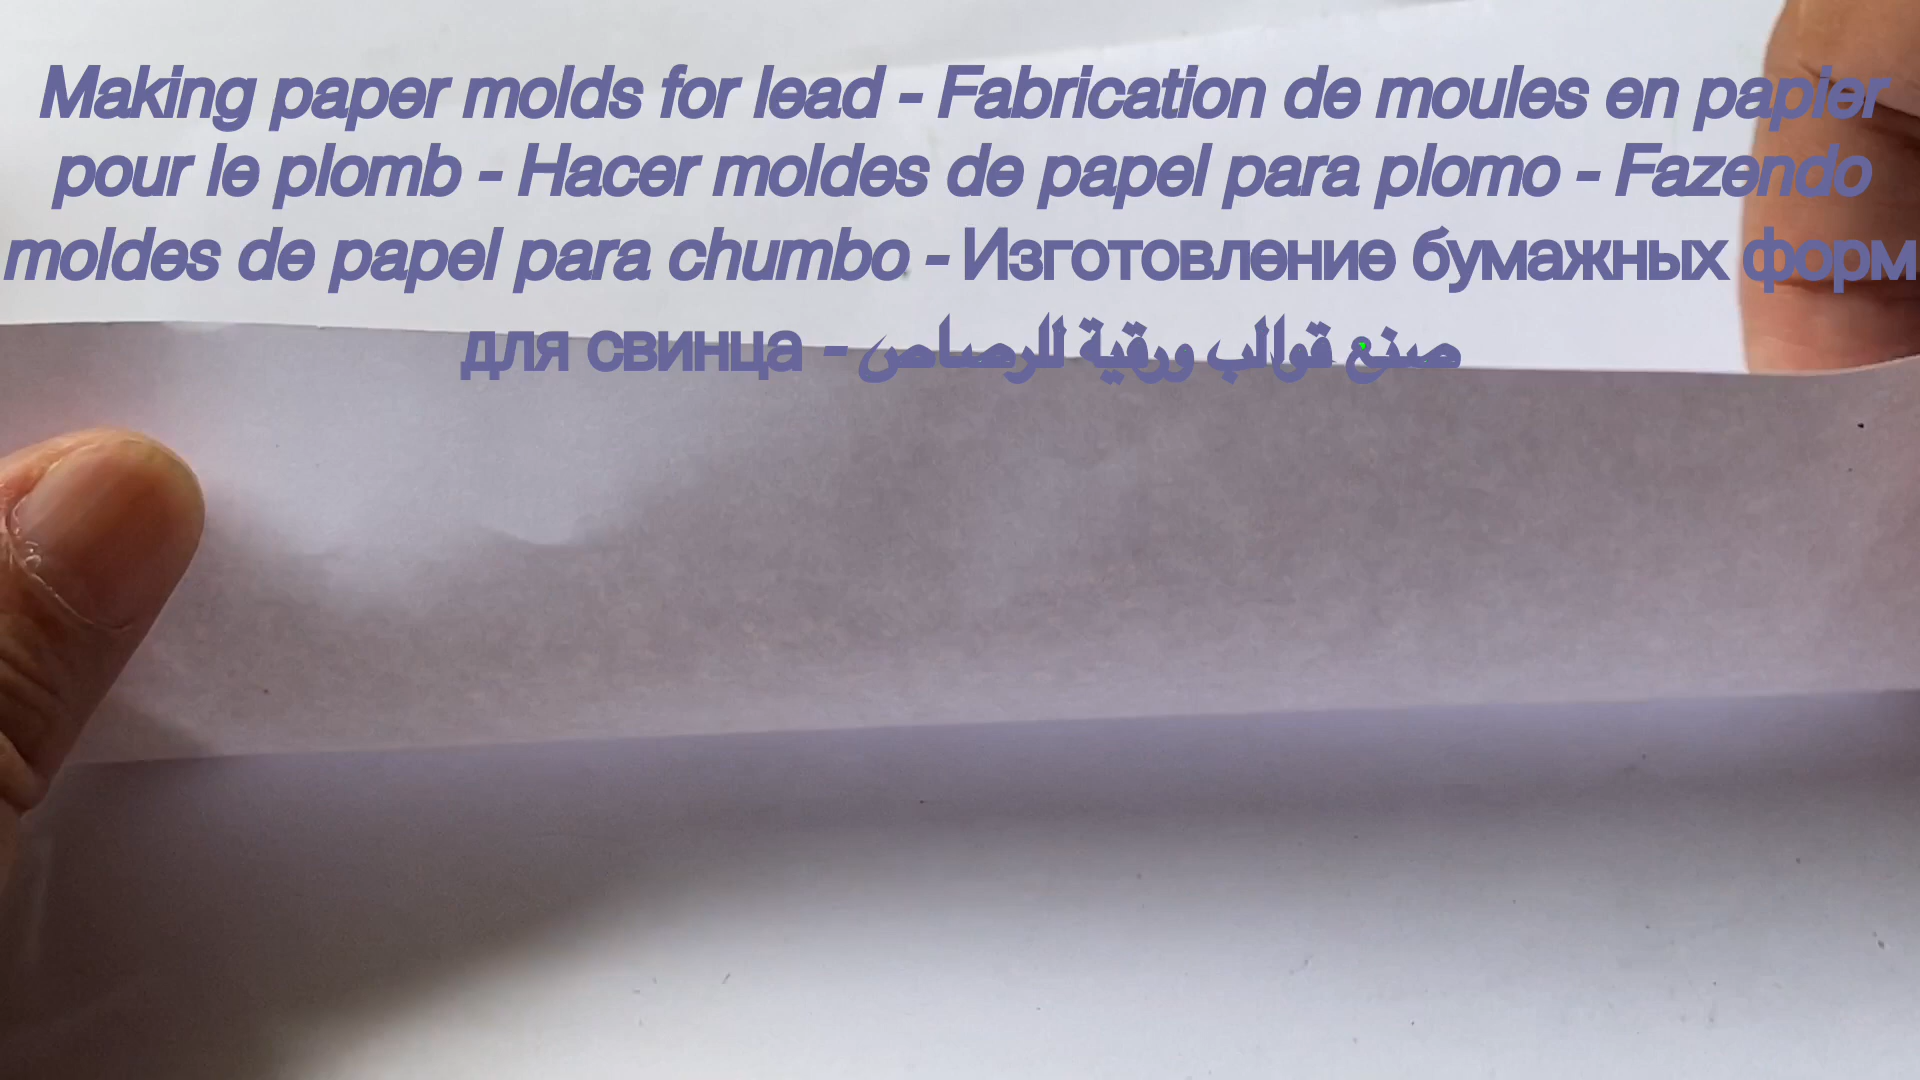 Making paper molds for lead - Fabrication de moules en papier
pour le plomb - Hacer moldes de papel para plomo - Fazendo
moldes de papel para chumbo - Изготовление бумажных форм
для свинца - صنع قوالب ورقية للرصاص